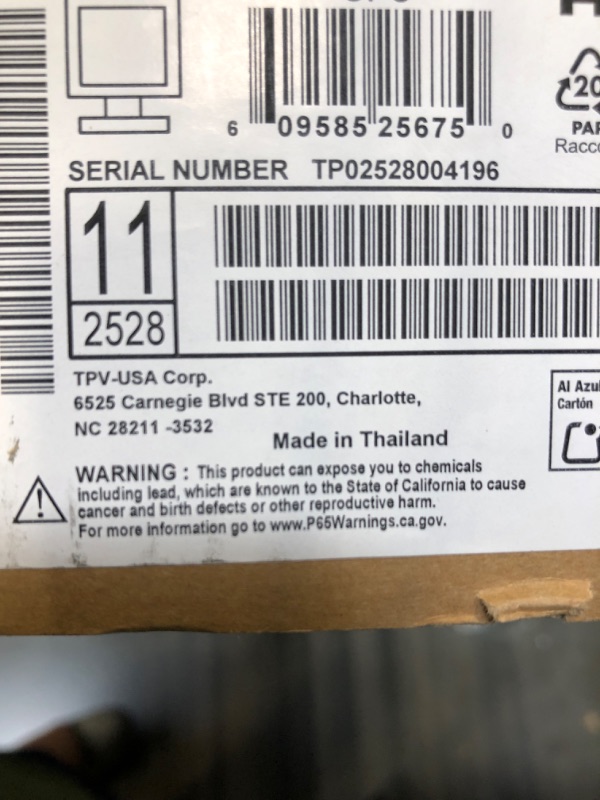 6 09585 25675 0
20
PAP
SERIAL NUMBER TP02528004196
11
2528
TPV-USA Corp.
6525 Carnegie Blvd STE 200, Charlotte,
NC 28211 -3532
Made in Thailand
Al Azul
Cartón
WARNING : This product can expose you to chemicals
including lead, which are known to the State of California to cause
cancer and birth defects or other reproductive harm.
For more information go to www.P65Warnings.ca.gov.